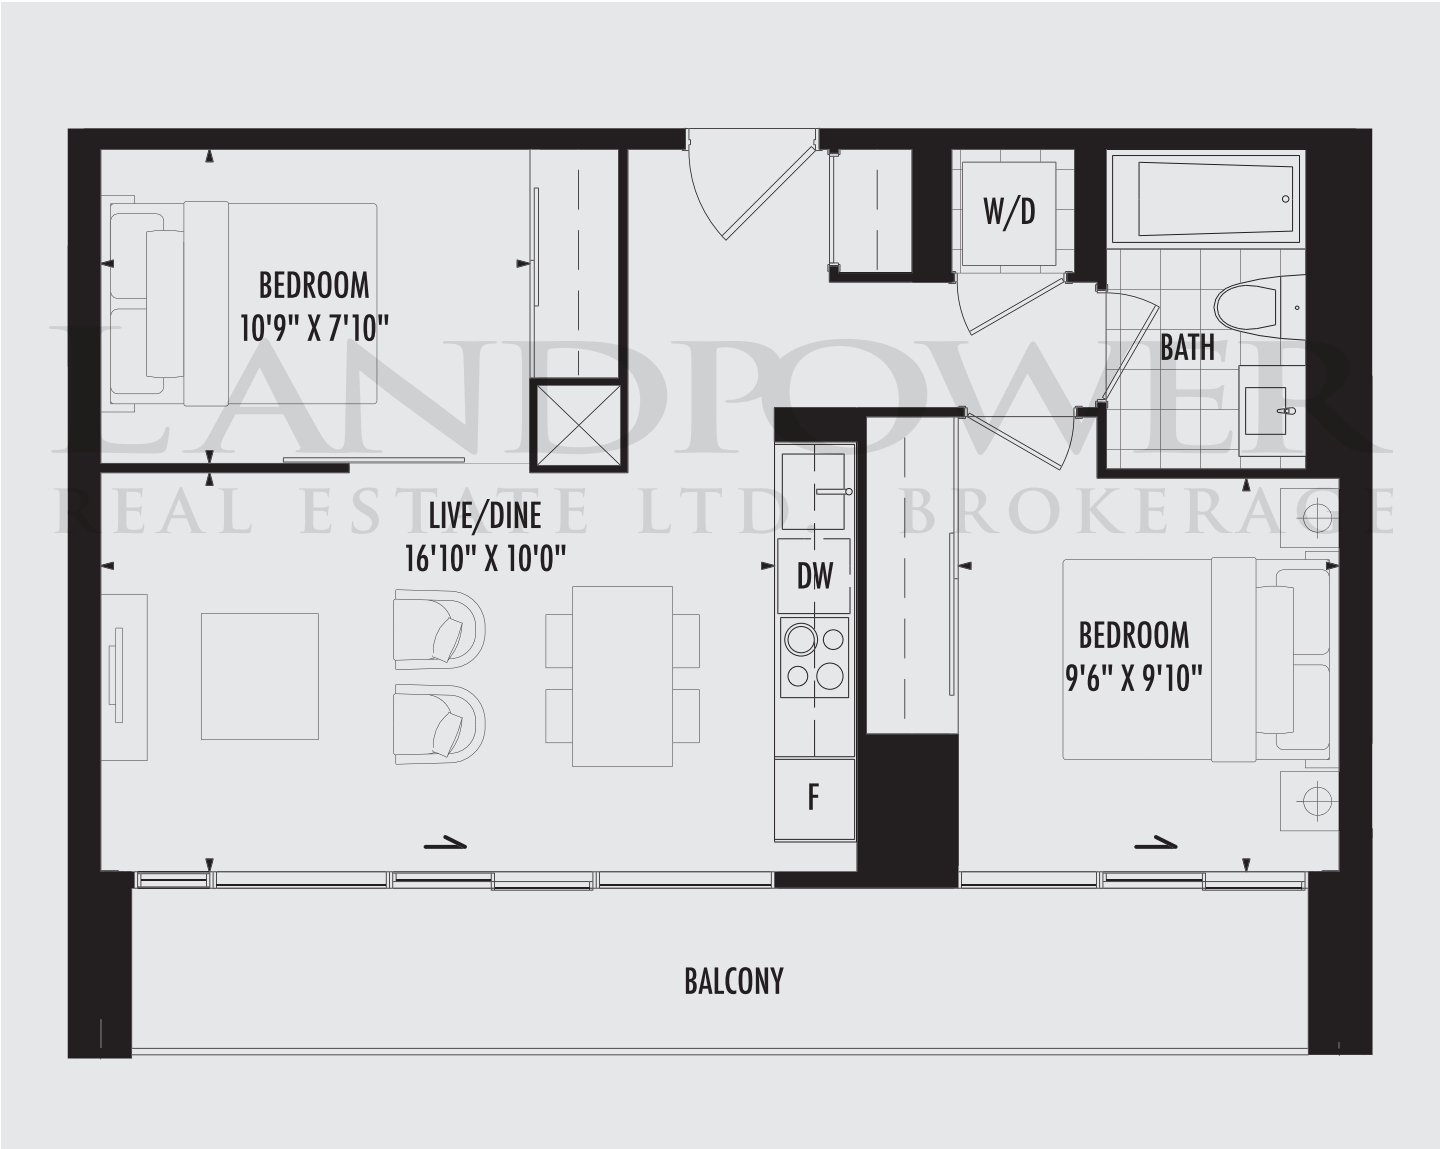 W/D
BEDROOM
10'9" X 7'10"
BATH
LANDPOWER
REAL ESTATE LTD. BROKERAGE
LIVE/DINE
16'10" X 10'0"
DW
BEDROOM
9'6" X 9'10"
F
BALCONY